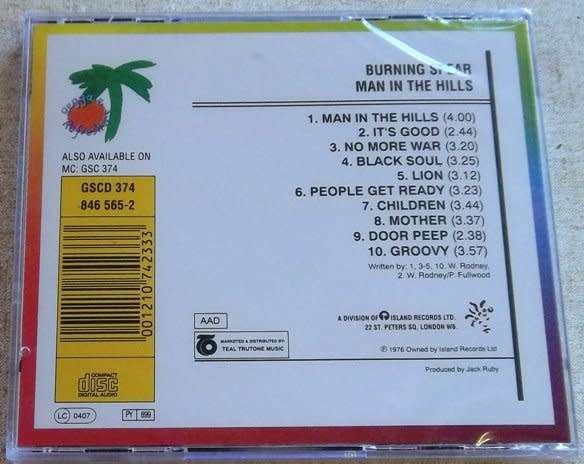 BURNING SPEAR
MAN IN THE HILLS
1. MAN IN THE HILLS (4.00)
2. IT'S GOOD (2.44)
3. NO MORE WAR (3.20)
4. BLACK SOUL (3.25)
5. LION (3.12)
6. PEOPLE GET READY (3.23)
7. CHILDREN (3.44)
8. MOTHER (3.37)
9. DOOR PEEP (2.38)
10. GROOVY (3.57)
Written by: 1, 3-5, 10. W. Rodney,
2. W. Rodney/P. Fullwood
ALSO AVAILABLE ON
MC: GSC 374
GSCD 374
846 565-2
001210 742333
COMPACT
disc
DIGITAL AUDIO
LC 0407
PY 899
AAD
MARKETED & DISTRIBUTED BY:
TEAL TRUTONE MUSIC
A DIVISION OF ISLAND RECORDS LTD.
22 ST. PETERS SQ, LONDON W6.
℗ 1976 Owned by Island Records Ltd
Produced by Jack Ruby